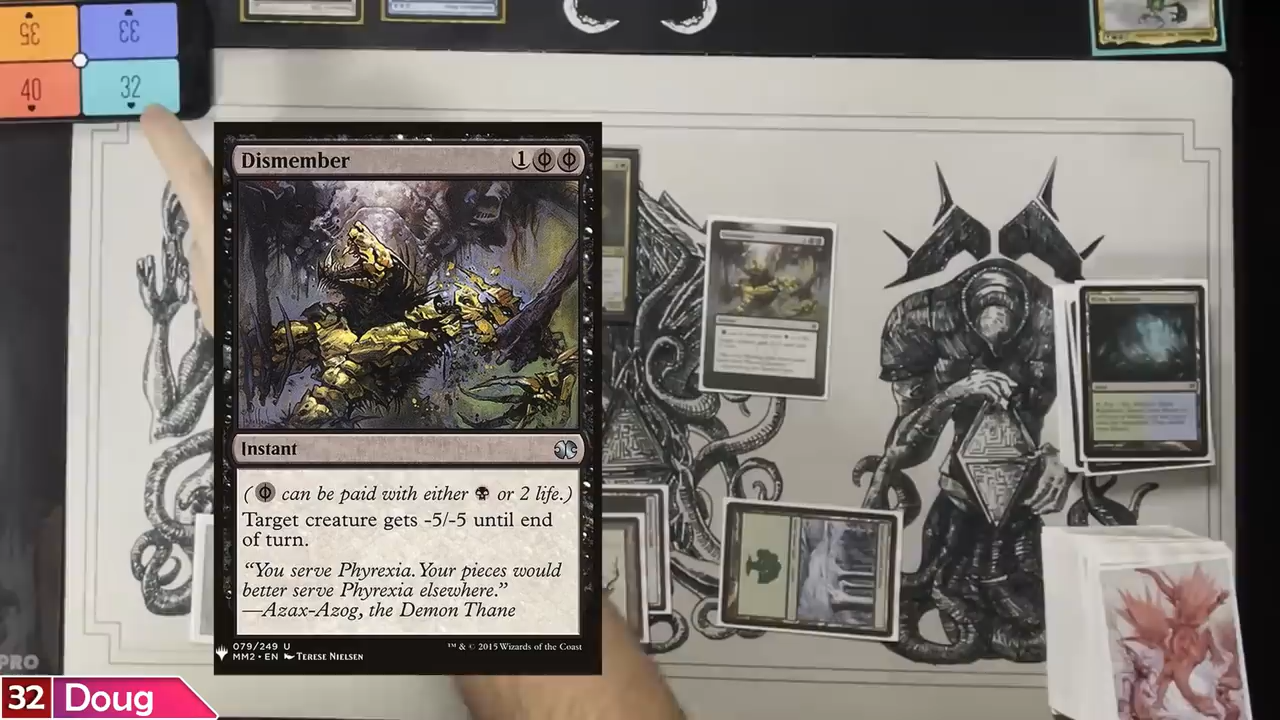 35
33
40
32
Dismember 1
Instant
( can be paid with either or 2 life.)
Target creature gets -5/-5 until end
of turn.
“You serve Phyrexia. Your pieces would
better serve Phyrexia elsewhere.”
—Azax-Azog, the Demon Thane
079/249 U
MM2 • EN TERESE NIELSEN
™ & © 2015 Wizards of the Coast
Dismember
PRO
32 Doug